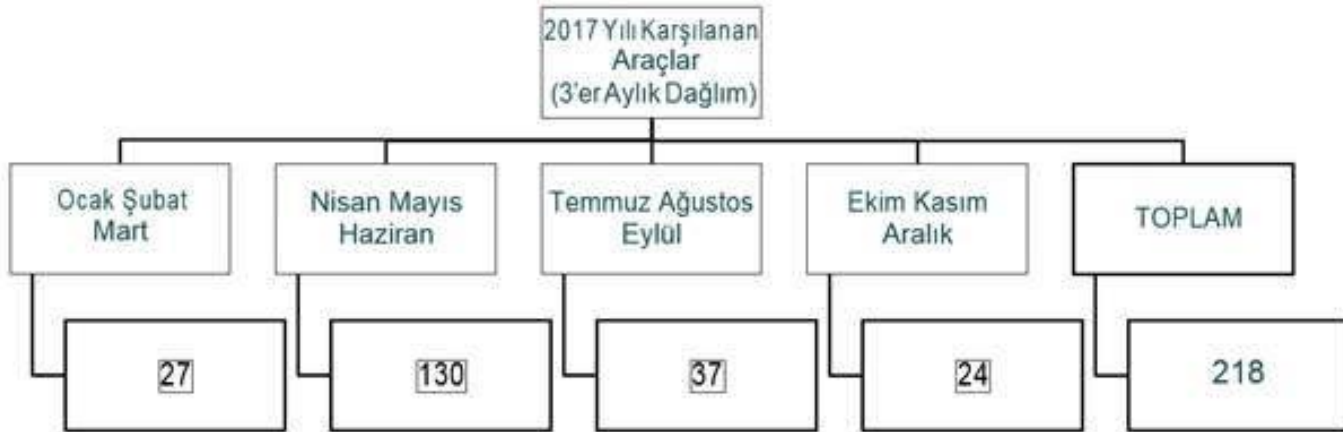 2017 Yılı Karşılanan
Araçlar
(3'er Aylık Dağlım)
Ocak Şubat
Mart
Nisan Mayıs
Haziran
Temmuz Ağustos
Eylül
Ekim Kasım
Aralık
TOPLAM
27
130
37
24
218